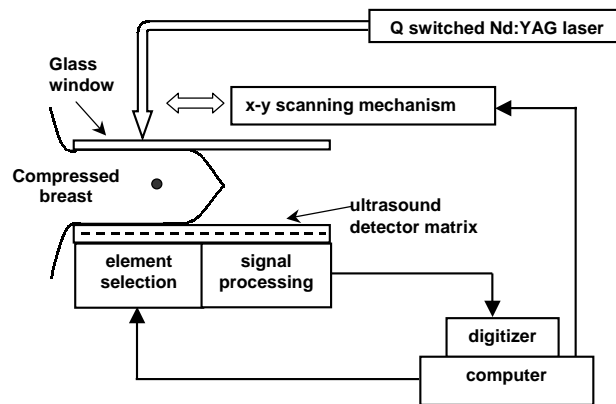 Q switched Nd:YAG laser
Glass
window
x-y scanning mechanism
Compressed
breast
ultrasound
detector matrix
element
selection
signal
processing
digitizer
computer